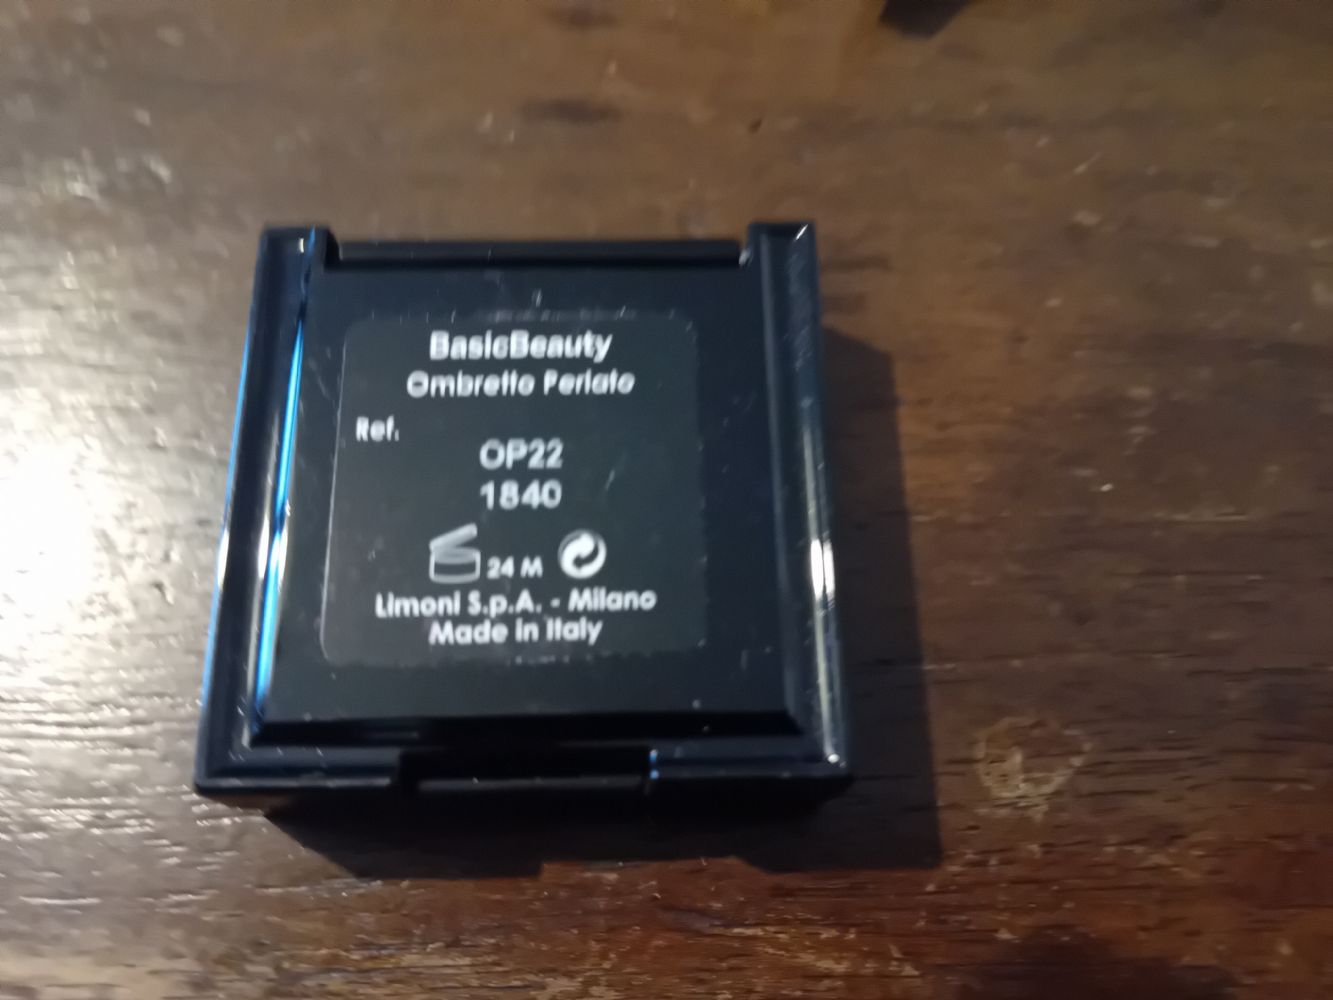 BasicBeauty
Ombretto Perlato
Ref.
OP22
1840
24 M
Limoni S.p.A. - Milano
Made in Italy